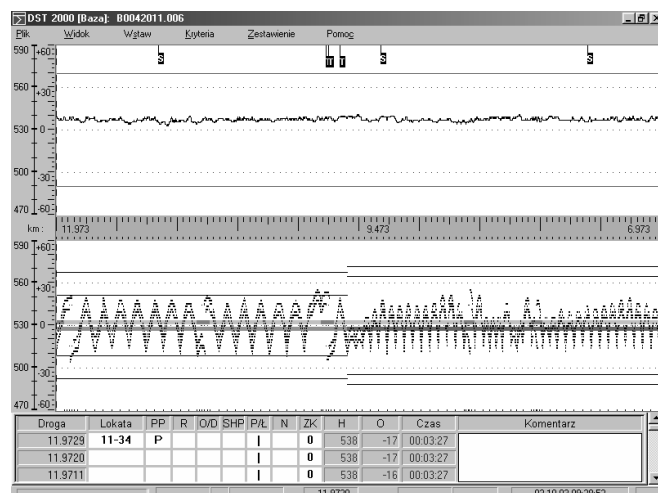 DST 2000 [Baza]: B0042011.006
Plik Widok Wstaw Kryteria Zestawienie Pomoc
S T T S S
590 +60
560 +30
530 0
500 -30
470 -60
km: 11.973 9.473 6.973
590 +60
560 +30
530 0
500 -30
470 -60
Droga Lokata PP R O/D SHP P/Ł N ZK H O Czas Komentarz
11.9729 11-34 P | 0 538 -17 00:03:27
11.9720 | 0 538 -17 00:03:27
11.9711 | 0 538 -16 00:03:27
11.9729